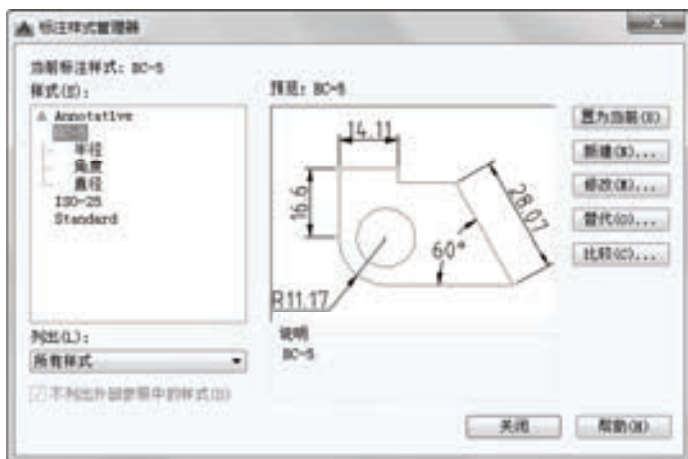 标注样式管理器
当前标注样式: BC-5
样式(S):
Annotative
半径
角度
直径
ISO-25
Standard
列出(L):
所有样式
不列出外部参照中的样式(D)
预览: BC-5
14.11
16.6
28.07
60°
R11.17
说明
BC-5
置为当前(U)
新建(N)...
修改(M)...
替代(O)...
比较(C)...
关闭
帮助(H)